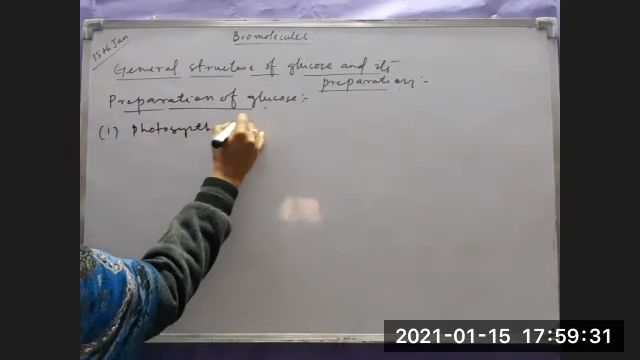 15th Jan
Biomolecules
General structure of glucose and its
preparation:-
Preparation of glucose:-
(1) Photosynth
2021-01-15 17:59:31